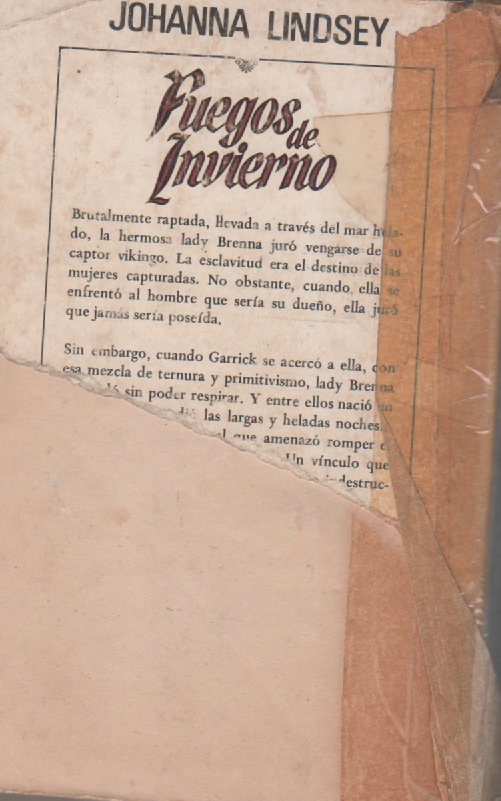 JOHANNA LINDSEY
Fuegos
de
Invierno
Brutalmente raptada, llevada a través del mar hela-
do, la hermosa lady Brenna juró vengarse de su
captor vikingo. La esclavitud era el destino de las
mujeres capturadas. No obstante, cuando ella se
enfrentó al hombre que sería su dueño, ella juró
que jamás sería poseída.
Sin embargo, cuando Garrick se acercó a ella, con
esa mezcla de ternura y primitivismo, lady Brenna
sin poder respirar. Y entre ellos nació un
las largas y heladas noches.
que amenazó romper
Un vínculo que